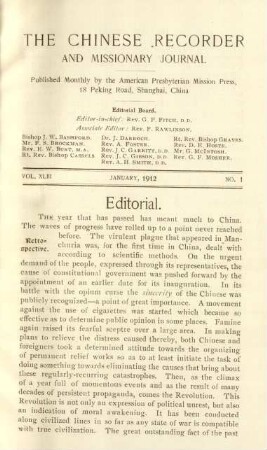 THE CHINESE RECORDER
AND MISSIONARY JOURNAL
Published Monthly by the American Presbyterian Mission Press,
18 Peking Road, Shanghai, China
Editorial Board.
Editor-in-chief: Rev. G. F. Fitch, D.D.
Associate Editor: Rev. F. Rawlinson.
Bishop J. W. Bashford. Dr. J. Darroch. Rt. Rev. Bishop Graves.
Mr. F. S. Brockman. Rev. A. Foster. Rev. D. E. Hoste.
Rev. H. W. Burt, M.A. Rev. J. C. Garritt, D.D. Mr. G. McIntosh.
Rt. Rev. Bishop Cassels Rev. J. C. Gibson, D.D. Rev. G. F. Mosher.
Rev. A. H. Smith, D.D.
VOL. XLIII JANUARY, 1912 NO. 1
Editorial.
The year that has passed has meant much to China.
The waves of progress have rolled up to a point never reached
Retro-
spective.
before. The virulent plague that appeared in Man-
churia was, for the first time in China, dealt with
according to scientific methods. On the urgent
demand of the people, expressed through its representatives, the
cause of constitutional government was pushed forward by the
appointment of an earlier date for its inauguration. In its
battle with the opium curse the sincerity of the Chinese was
publicly recognized—a point of great importance. A movement
against the use of cigarettes was started which became so
effective as to determine public opinion in some places. Famine
again raised its fearful sceptre over a large area. In making
plans to relieve the distress caused thereby, both Chinese and
foreigners took a determined attitude towards the organizing
of permanent relief works so as to at least initiate the task of
doing something towards eliminating the causes that bring about
these regularly-recurring catastrophes. Then, as the climax
of a year full of momentous events and as the result of many
decades of persistent propaganda, comes the Revolution. This
Revolution is not only an expression of political unrest, but also
an indication of moral awakening. It has been conducted
along civilized lines in so far as any state of war is compatible
with true civilisation. The great outstanding fact of the past